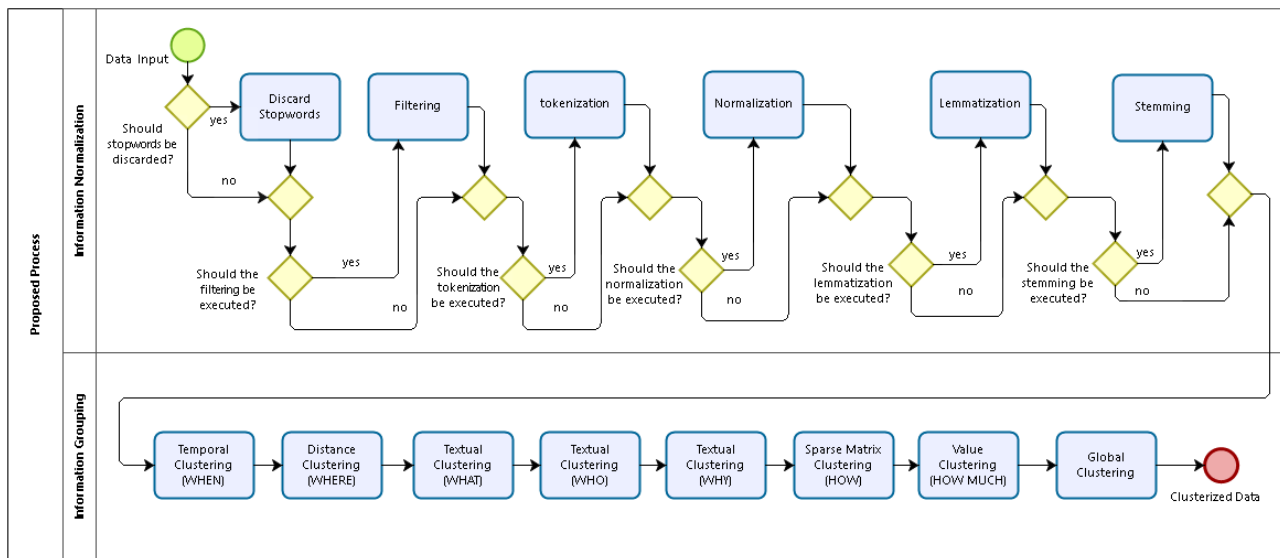 Proposed Process
Information Normalization
Data Input
Should
stopwords be
discarded?
yes
no
Discard
Stopwords
Should the
filtering be
executed?
yes
no
Filtering
Should the
tokenization
be executed?
yes
no
tokenization
Should the
normalization
be executed?
yes
no
Normalization
Should the
lemmatization
be executed?
yes
no
Lemmatization
Should the
stemming be
executed?
yes
no
Stemming
Information Grouping
Temporal
Clustering
(WHEN)
Distance
Clustering
(WHERE)
Textual
Clustering
(WHAT)
Textual
Clustering
(WHO)
Textual
Clustering
(WHY)
Sparse Matrix
Clustering
(HOW)
Value
Clustering
(HOW MUCH)
Global
Clustering
Clusterized Data